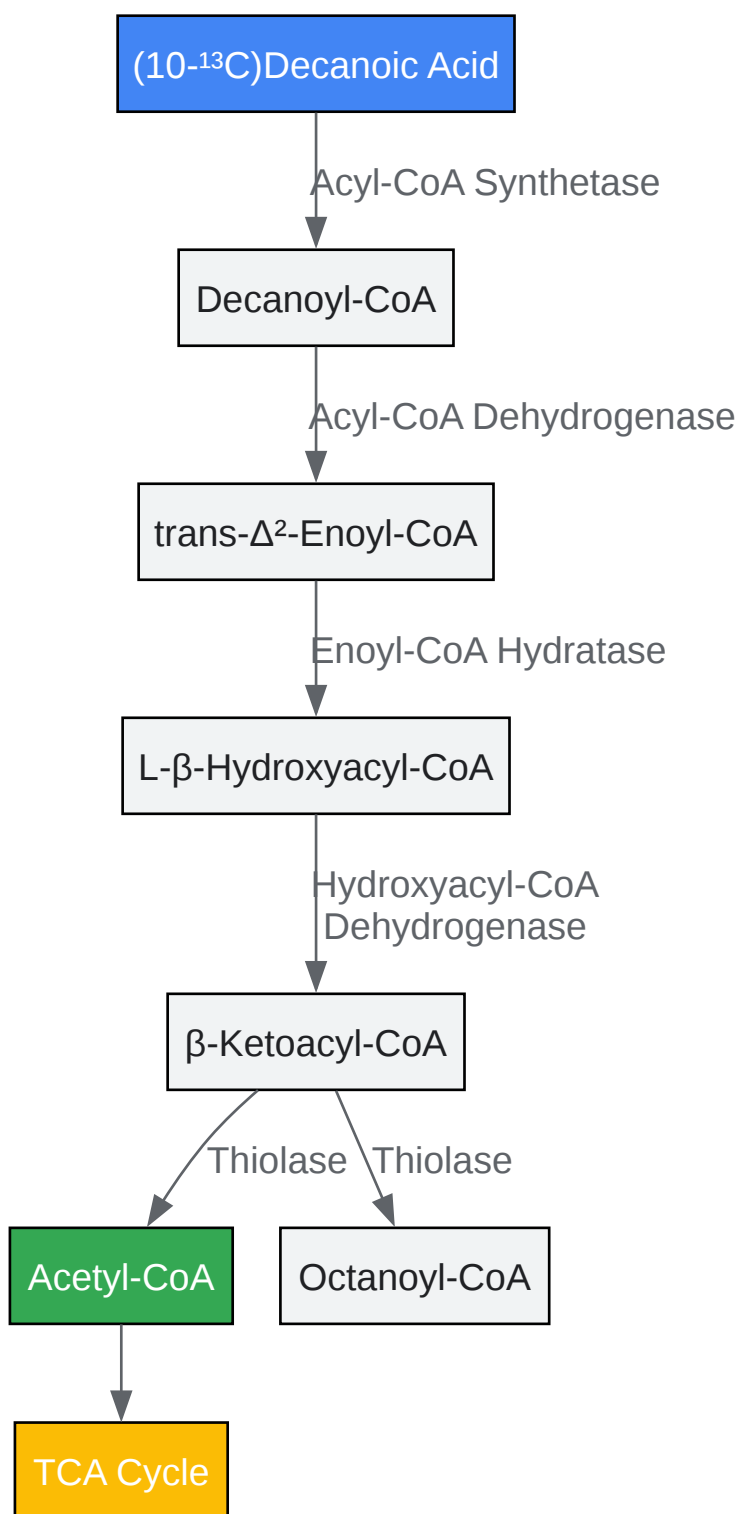 (10-¹³C)Decanoic Acid
Acyl-CoA Synthetase
Decanoyl-CoA
Acyl-CoA Dehydrogenase
trans-Δ²-Enoyl-CoA
Enoyl-CoA Hydratase
L-β-Hydroxyacyl-CoA
Hydroxyacyl-CoA
Dehydrogenase
β-Ketoacyl-CoA
Thiolase
Thiolase
Acetyl-CoA
Octanoyl-CoA
TCA Cycle